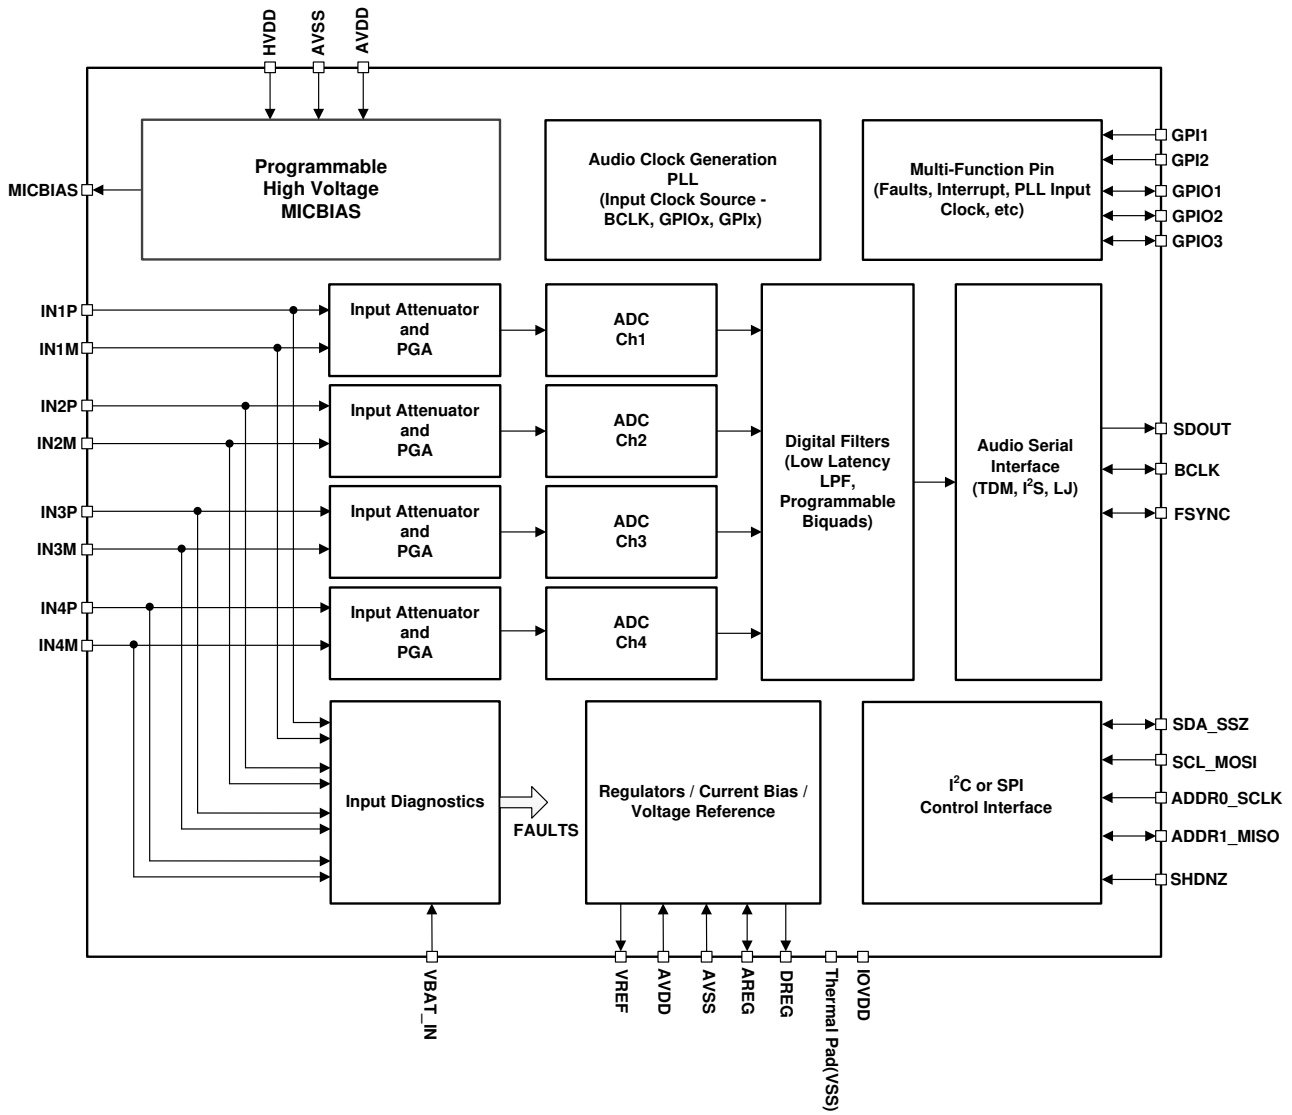 HVDD
AVSS
AVDD
Programmable
High Voltage
MICBIAS
Audio Clock Generation
PLL
(Input Clock Source -
BCLK, GPIOx, GPIx)
Multi-Function Pin
(Faults, Interrupt, PLL Input
Clock, etc)
GPI1
GPI2
GPIO1
GPIO2
GPIO3
MICBIAS
IN1P
IN1M
IN2P
IN2M
IN3P
IN3M
IN4P
IN4M
Input Attenuator
and
PGA
ADC
Ch1
Input Attenuator
and
PGA
ADC
Ch2
Input Attenuator
and
PGA
ADC
Ch3
Input Attenuator
and
PGA
ADC
Ch4
Digital Filters
(Low Latency
LPF,
Programmable
Biquads)
Audio Serial
Interface
(TDM, I²S, LJ)
SDOUT
BCLK
FSYNC
Input Diagnostics
FAULTS
Regulators / Current Bias /
Voltage Reference
I²C or SPI
Control Interface
SDA_SSZ
SCL_MOSI
ADDR0_SCLK
ADDR1_MISO
SHDNZ
VBAT_IN
VREF
AVDD
AVSS
AREG
DREG
Thermal Pad(VSS)
IOVDD